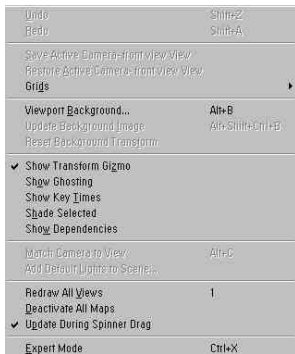 Undo Shift+Z
Redo Shift+A
Save Active Camera-front view View
Restore Active Camera-front view View
Grids
Viewport Background... Alt+B
Update Background Image Alt+Shift+Ctrl+B
Reset Background Transform
Show Transform Gizmo
Show Ghosting
Show Key Times
Shade Selected
Show Dependencies
Match Camera to View Alt+C
Add Default Lights to Scene...
Redraw All Views 1
Deactivate All Maps
Update During Spinner Drag
Expert Mode Ctrl+X